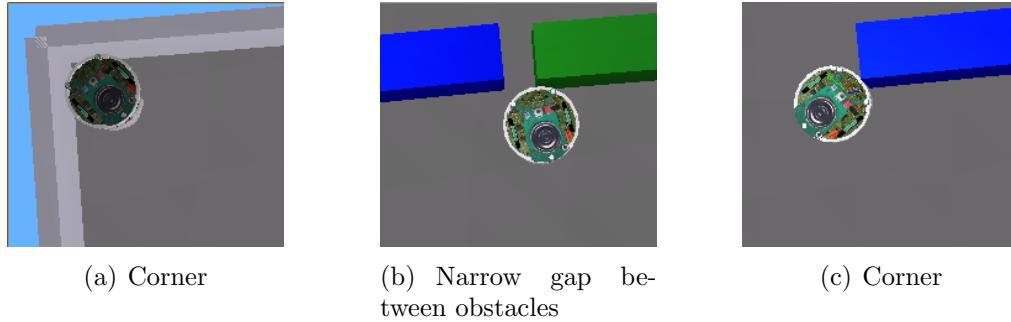 (a) Corner
(b) Narrow gap be-
tween obstacles
(c) Corner